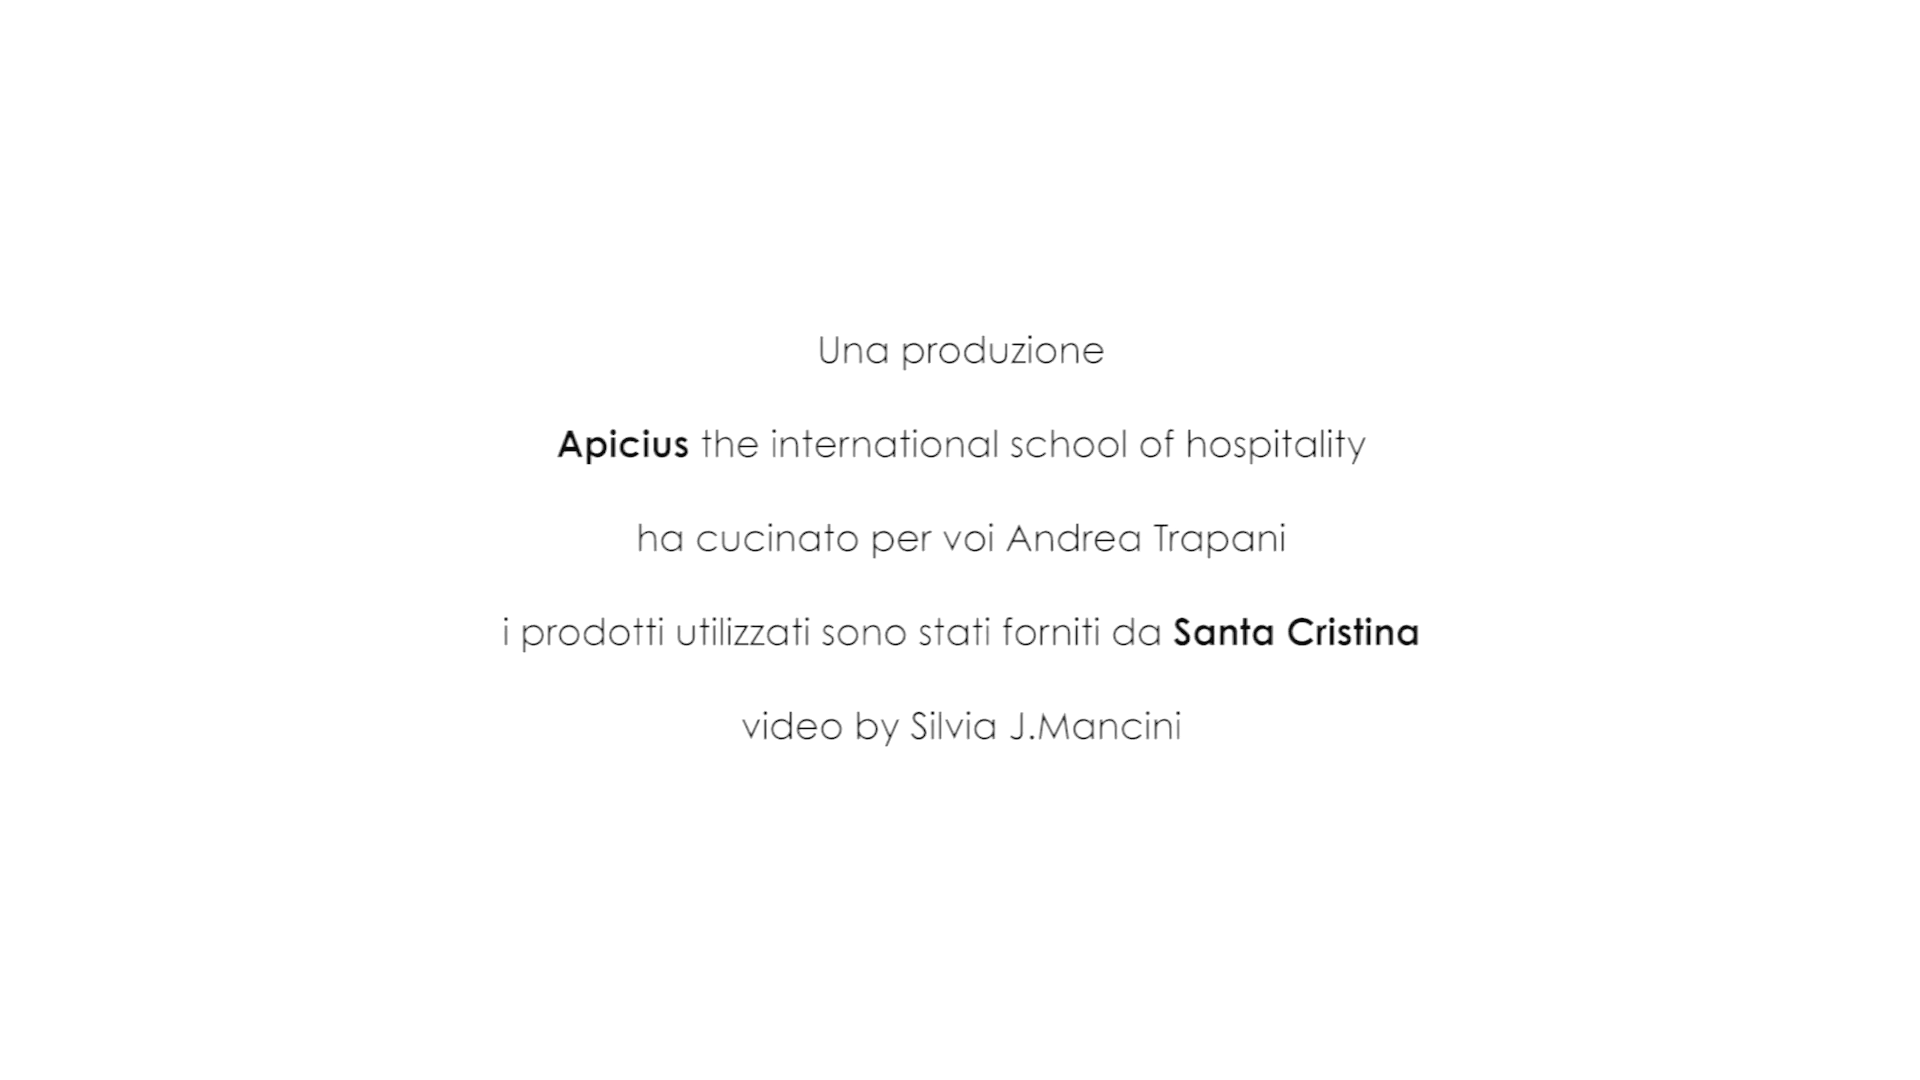 Una produzione
Apicius the international school of hospitality
ha cucinato per voi Andrea Trapani
i prodotti utilizzati sono stati forniti da Santa Cristina
video by Silvia J.Mancini